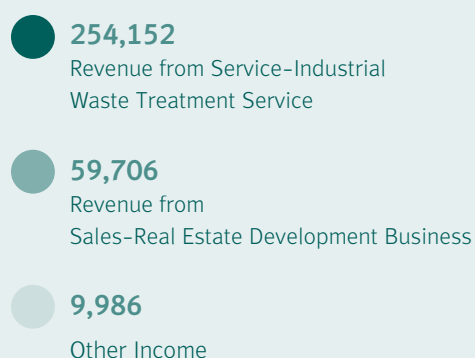 254,152
Revenue from Service-Industrial
Waste Treatment Service
59,706
Revenue from
Sales-Real Estate Development Business
9,986
Other Income